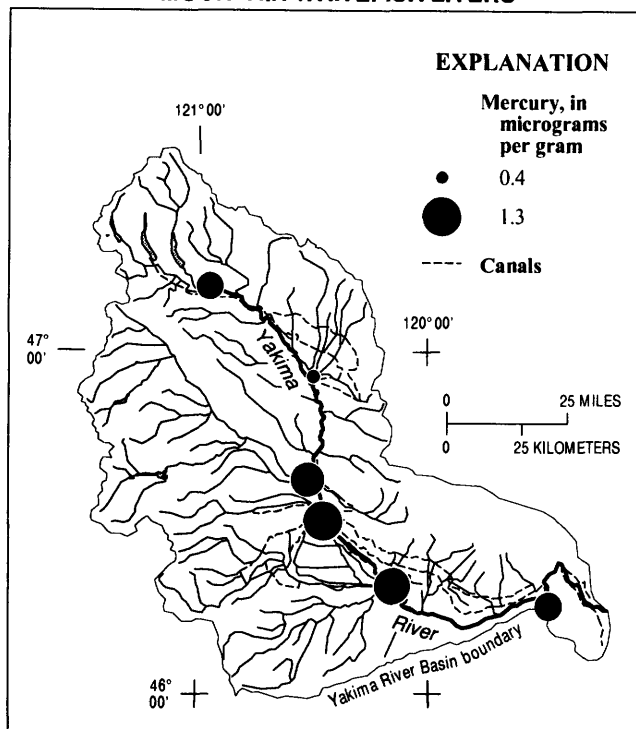 EXPLANATION
Mercury, in
micrograms
per gram
0.4
1.3
Canals
121° 00'
47°
00'
120° 00'
Yakima
0 25 MILES
0 25 KILOMETERS
River
Yakima River Basin boundary
46°
00'